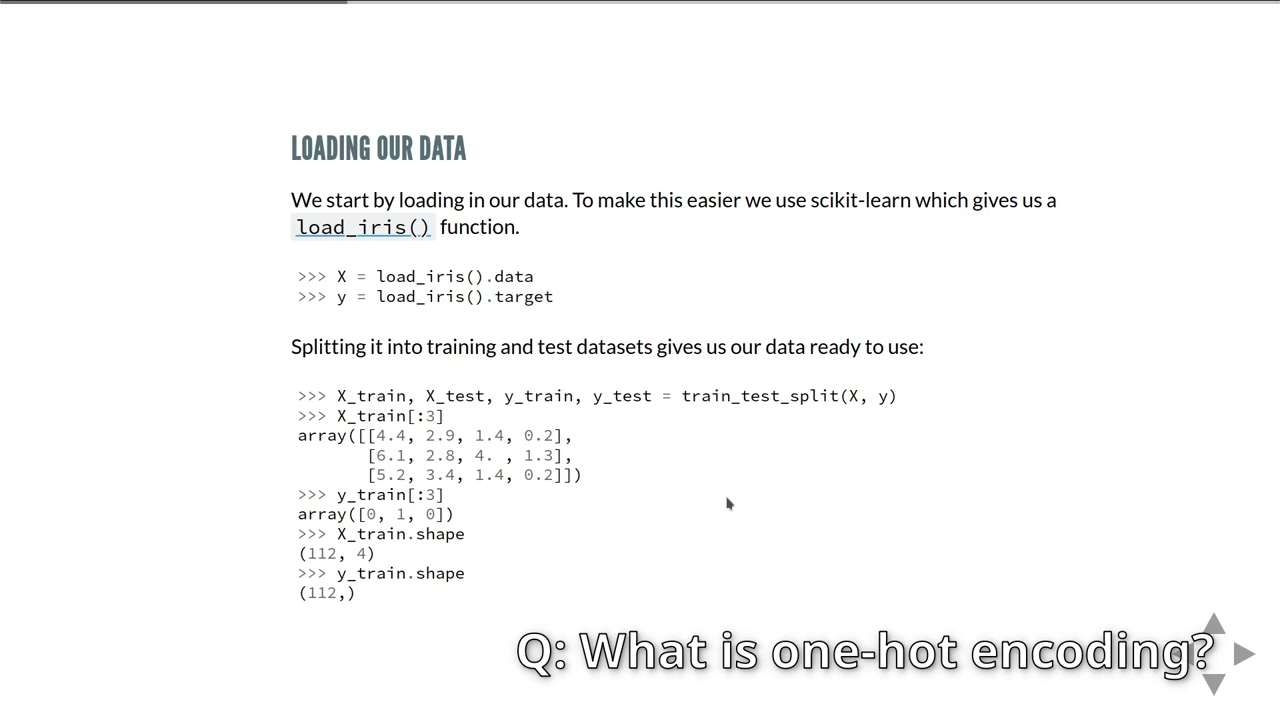 LOADING OUR DATA
We start by loading in our data. To make this easier we use scikit-learn which gives us a
load_iris() function.
>>> X = load_iris().data
>>> y = load_iris().target
Splitting it into training and test datasets gives us our data ready to use:
>>> X_train, X_test, y_train, y_test = train_test_split(X, y)
>>> X_train[:3]
array([[4.4, 2.9, 1.4, 0.2],
       [6.1, 2.8, 4. , 1.3],
       [5.2, 3.4, 1.4, 0.2]])
>>> y_train[:3]
array([0, 1, 0])
>>> X_train.shape
(112, 4)
>>> y_train.shape
(112,)
Q: What is one-hot encoding?